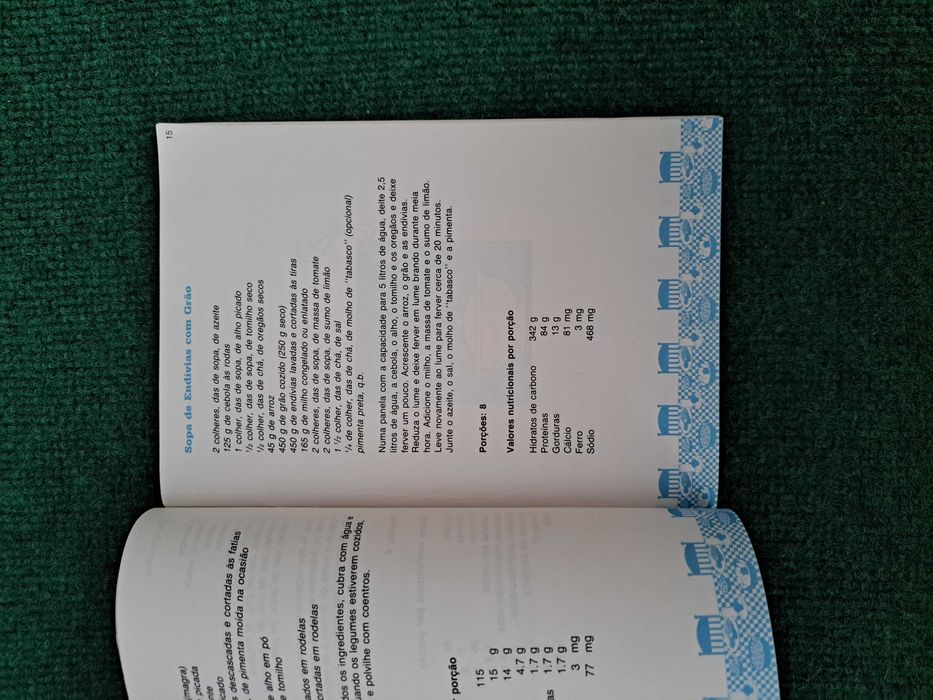 15
Sopa de Endívias com Grão
2 colheres, das de sopa, de azeite
125 g de cebola às rodas
1 colher, das de sopa, de alho picado
½ colher, das de sopa, de tomilho seco
½ colher, das de chá, de oregãos secos
45 g de arroz
450 g de grão cozido (250 g seco)
450 g de endívias lavadas e cortadas às tiras
165 g de milho congelado ou enlatado
2 colheres, das de sopa, de massa de tomate
2 colheres, das de sopa, de sumo de limão
1 ½ colher, das de chá, de sal
¼ de colher, das de chá, de molho de "tabasco" (opcional)
pimenta preta, q.b.
Numa panela com a capacidade para 5 litros de água, deite 2,5
litros de água, a cebola, o alho, o tomilho e os oregãos e deixe
ferver um pouco. Acrescente o arroz, o grão e as endívias.
Reduza o lume e deixe ferver em lume brando durante meia
hora. Adicione o milho, a massa de tomate e o sumo de limão.
Leve novamente ao lume para ferver cerca de 20 minutos.
Junte o azeite, o sal, o molho de "tabasco" e a pimenta.
Porções: 8
Valores nutricionais por porção
Hidratos de carbono 342 g
Proteínas 84 g
Gorduras 13 g
Cálcio 81 mg
Ferro 3 mg
Sódio 468 mg
(magra)
picada
descascadas e cortadas às fatias
de pimenta moída na ocasião
alho em pó
tomilho
em rodelas
cortadas em rodelas
os ingredientes, cubra com água e
quando os legumes estiverem cozidos,
e polvilhe com coentros.
porção
115
15 g
14 g
4.7 g
1.7 g
1.7 g
1.7 g
3 mg
77 mg